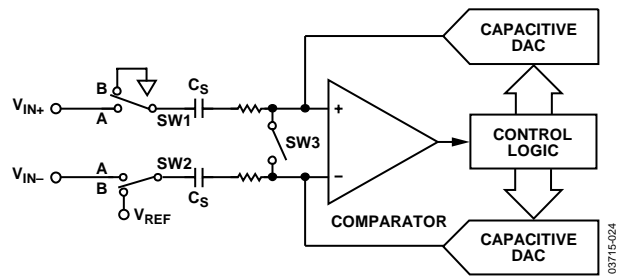 CAPACITIVE
DAC
B
CS
VIN+
A
SW1
+
SW3
CONTROL
LOGIC
A
SW2
VIN–
B
CS
–
VREF
COMPARATOR
CAPACITIVE
DAC
03715-024